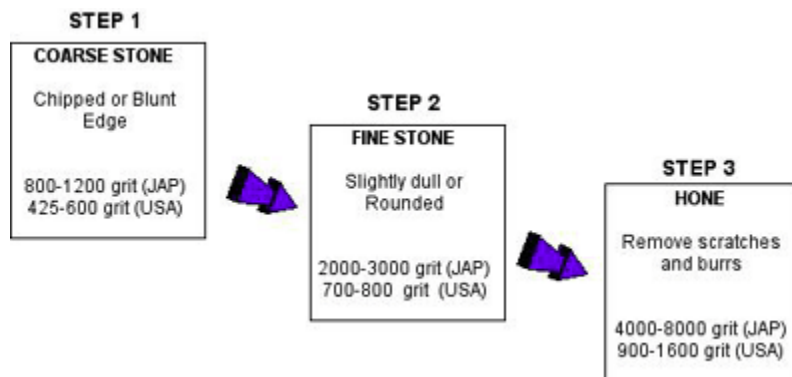 STEP 1
COARSE STONE
Chipped or Blunt
Edge
800-1200 grit (JAP)
425-600 grit (USA)
STEP 2
FINE STONE
Slightly dull or
Rounded
2000-3000 grit (JAP)
700-800 grit (USA)
STEP 3
HONE
Remove scratches
and burrs
4000-8000 grit (JAP)
900-1600 grit (USA)